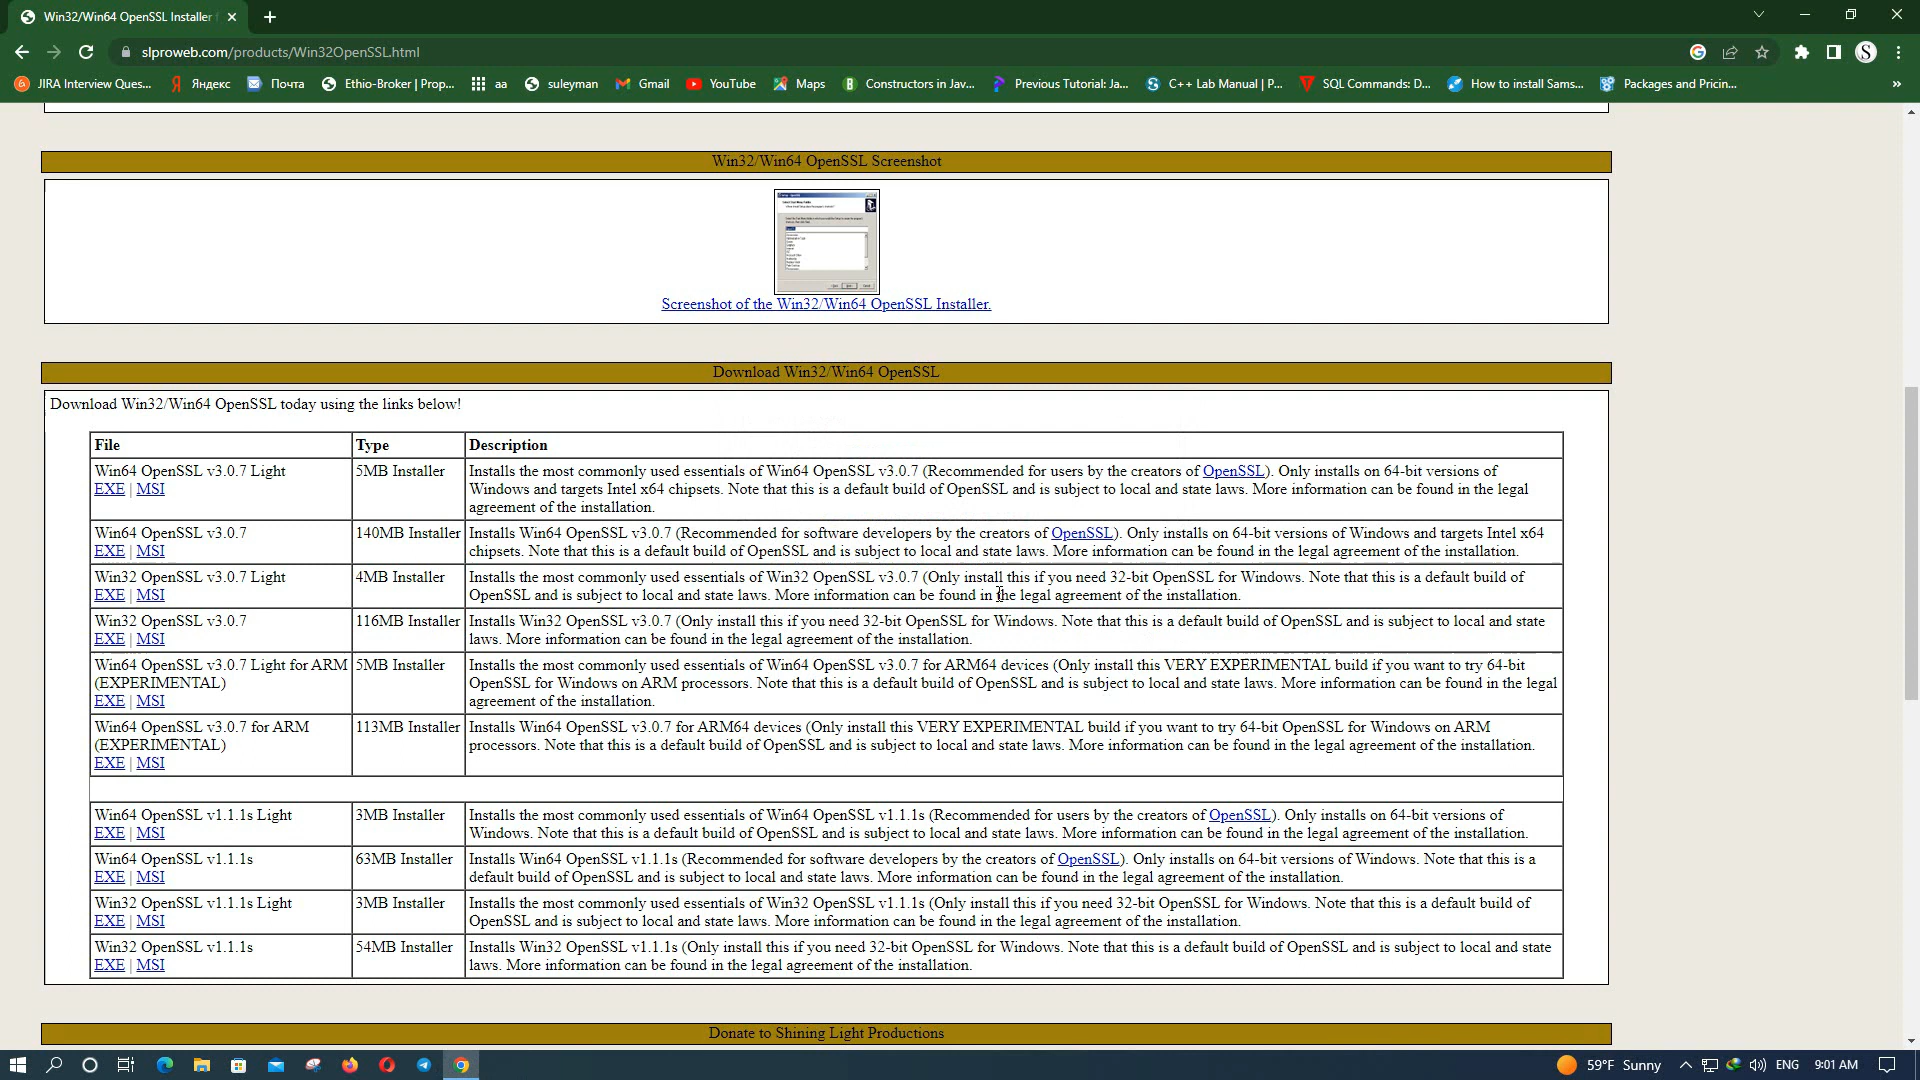 Win32/Win64 OpenSSL Installer
slproweb.com/products/Win32OpenSSL.html
JIRA Interview Ques...
Яндекс
Почта
Ethio-Broker | Prop...
aa
suleyman
Gmail
YouTube
Maps
Constructors in Jav...
Previous Tutorial: Ja...
C++ Lab Manual | P...
SQL Commands: D...
How to install Sams...
Packages and Pricin...
Win32/Win64 OpenSSL Screenshot
Screenshot of the Win32/Win64 OpenSSL Installer.
Download Win32/Win64 OpenSSL
Download Win32/Win64 OpenSSL today using the links below!
File Type Description
Win64 OpenSSL v3.0.7 Light
EXE | MSI
5MB Installer
Installs the most commonly used essentials of Win64 OpenSSL v3.0.7 (Recommended for users by the creators of OpenSSL). Only installs on 64-bit versions of
Windows and targets Intel x64 chipsets. Note that this is a default build of OpenSSL and is subject to local and state laws. More information can be found in the legal
agreement of the installation.
Win64 OpenSSL v3.0.7
EXE | MSI
140MB Installer
Installs Win64 OpenSSL v3.0.7 (Recommended for software developers by the creators of OpenSSL). Only installs on 64-bit versions of Windows and targets Intel x64
chipsets. Note that this is a default build of OpenSSL and is subject to local and state laws. More information can be found in the legal agreement of the installation.
Win32 OpenSSL v3.0.7 Light
EXE | MSI
4MB Installer
Installs the most commonly used essentials of Win32 OpenSSL v3.0.7 (Only install this if you need 32-bit OpenSSL for Windows. Note that this is a default build of
OpenSSL and is subject to local and state laws. More information can be found in the legal agreement of the installation.
Win32 OpenSSL v3.0.7
EXE | MSI
116MB Installer
Installs Win32 OpenSSL v3.0.7 (Only install this if you need 32-bit OpenSSL for Windows. Note that this is a default build of OpenSSL and is subject to local and state
laws. More information can be found in the legal agreement of the installation.
Win64 OpenSSL v3.0.7 Light for ARM
(EXPERIMENTAL)
EXE | MSI
5MB Installer
Installs the most commonly used essentials of Win64 OpenSSL v3.0.7 for ARM64 devices (Only install this VERY EXPERIMENTAL build if you want to try 64-bit
OpenSSL for Windows on ARM processors. Note that this is a default build of OpenSSL and is subject to local and state laws. More information can be found in the legal
agreement of the installation.
Win64 OpenSSL v3.0.7 for ARM
(EXPERIMENTAL)
EXE | MSI
113MB Installer
Installs Win64 OpenSSL v3.0.7 for ARM64 devices (Only install this VERY EXPERIMENTAL build if you want to try 64-bit OpenSSL for Windows on ARM
processors. Note that this is a default build of OpenSSL and is subject to local and state laws. More information can be found in the legal agreement of the installation.
Win64 OpenSSL v1.1.1s Light
EXE | MSI
3MB Installer
Installs the most commonly used essentials of Win64 OpenSSL v1.1.1s (Recommended for users by the creators of OpenSSL). Only installs on 64-bit versions of
Windows. Note that this is a default build of OpenSSL and is subject to local and state laws. More information can be found in the legal agreement of the installation.
Win64 OpenSSL v1.1.1s
EXE | MSI
63MB Installer
Installs Win64 OpenSSL v1.1.1s (Recommended for software developers by the creators of OpenSSL). Only installs on 64-bit versions of Windows. Note that this is a
default build of OpenSSL and is subject to local and state laws. More information can be found in the legal agreement of the installation.
Win32 OpenSSL v1.1.1s Light
EXE | MSI
3MB Installer
Installs the most commonly used essentials of Win32 OpenSSL v1.1.1s (Only install this if you need 32-bit OpenSSL for Windows. Note that this is a default build of
OpenSSL and is subject to local and state laws. More information can be found in the legal agreement of the installation.
Win32 OpenSSL v1.1.1s
EXE | MSI
54MB Installer
Installs Win32 OpenSSL v1.1.1s (Only install this if you need 32-bit OpenSSL for Windows. Note that this is a default build of OpenSSL and is subject to local and state
laws. More information can be found in the legal agreement of the installation.
Donate to Shining Light Productions
59°F Sunny
ENG
9:01 AM